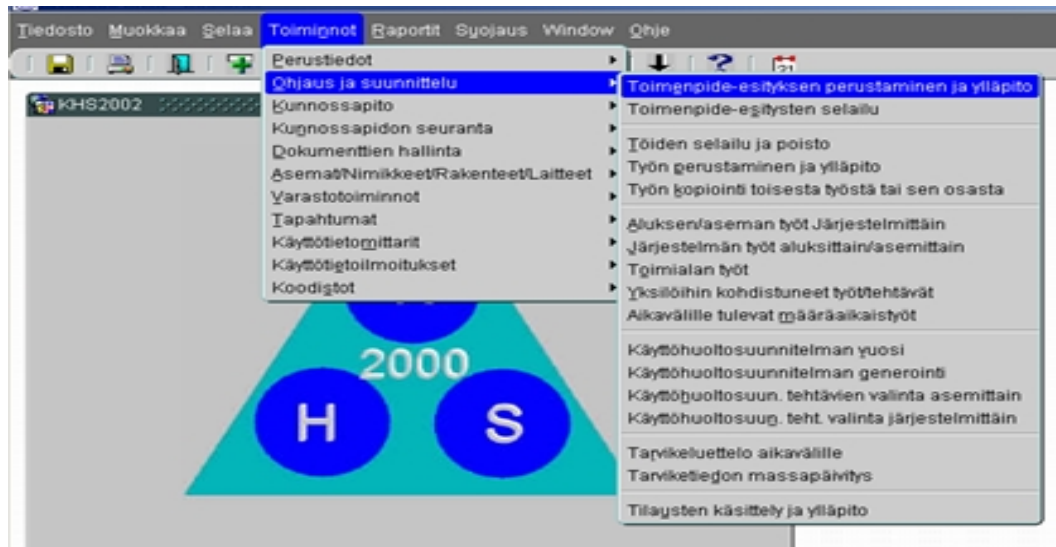 Tiedosto Muokkaa Selaa Toiminnot Raportit Suojaus Window Ohje
Perustiedot
Ohjaus ja suunnittelu
Kunnossapito
Kunnossapidon seuranta
Dokumenttien hallinta
Asemat/Nimikkeet/Rakenteet/Laitteet
Varastotoiminnot
Tapahtumat
Käyttötietomittarit
Käyttötietoilmoitukset
Koodistot
Toimenpide-esityksen perustaminen ja ylläpito
Toimenpide-esitysten selailu
Töiden selailu ja poisto
Työn perustaminen ja ylläpito
Työn kopiointi toisesta työstä tai sen osasta
Aluksen/aseman työt Järjestelmittäin
Järjestelmän työt aluksittain/asemittain
Toimialan työt
Yksilöihin kohdistuneet työt/tehtävät
Aikavälille tulevat määräaikaistyöt
Käyttöhuoltosuunnitelman vuosi
Käyttöhuoltosuunnitelman generointi
Käyttöhuoltosuun. tehtävien valinta asemittain
Käyttöhuoltosuun. teht. valinta järjestelmittäin
Tarvikeluettelo aikavälille
Tarviketiedon massapäivitys
Tilausten käsittely ja ylläpito
KHS2002
2000
H S